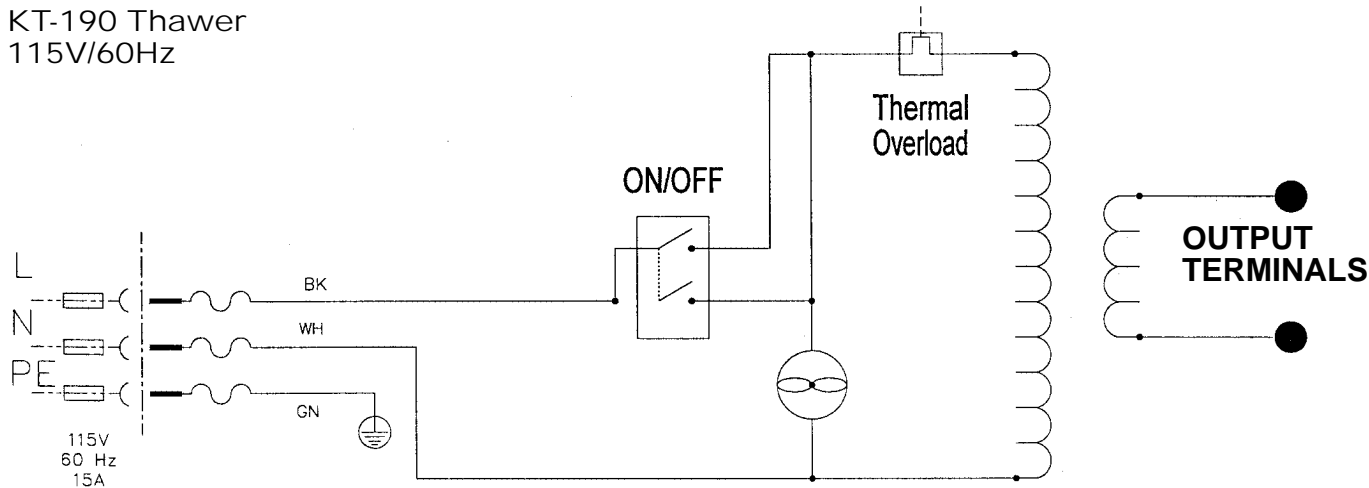 KT-190 Thawer
115V/60Hz
Thermal
Overload
ON/OFF
OUTPUT
TERMINALS
L
BK
N
WH
PE
GN
115V
60 Hz
15A